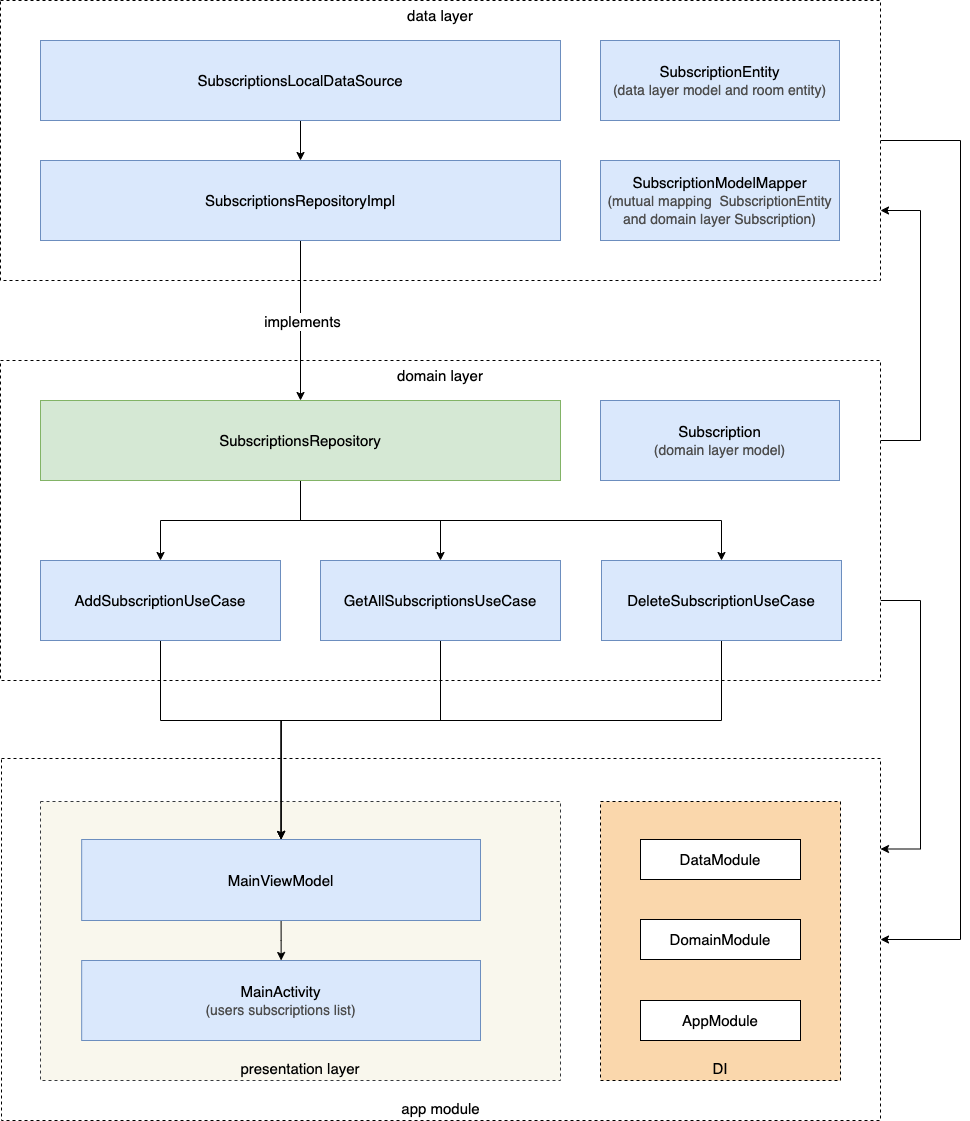 data layer
SubscriptionsLocalDataSource
SubscriptionEntity
(data layer model and room entity)
SubscriptionsRepositoryImpl
SubscriptionModelMapper
(mutual mapping  SubscriptionEntity
and domain layer Subscription)
implements
domain layer
SubscriptionsRepository
Subscription
(domain layer model)
AddSubscriptionUseCase
GetAllSubscriptionsUseCase
DeleteSubscriptionUseCase
MainViewModel
MainActivity
(users subscriptions list)
presentation layer
DataModule
DomainModule
AppModule
DI
app module